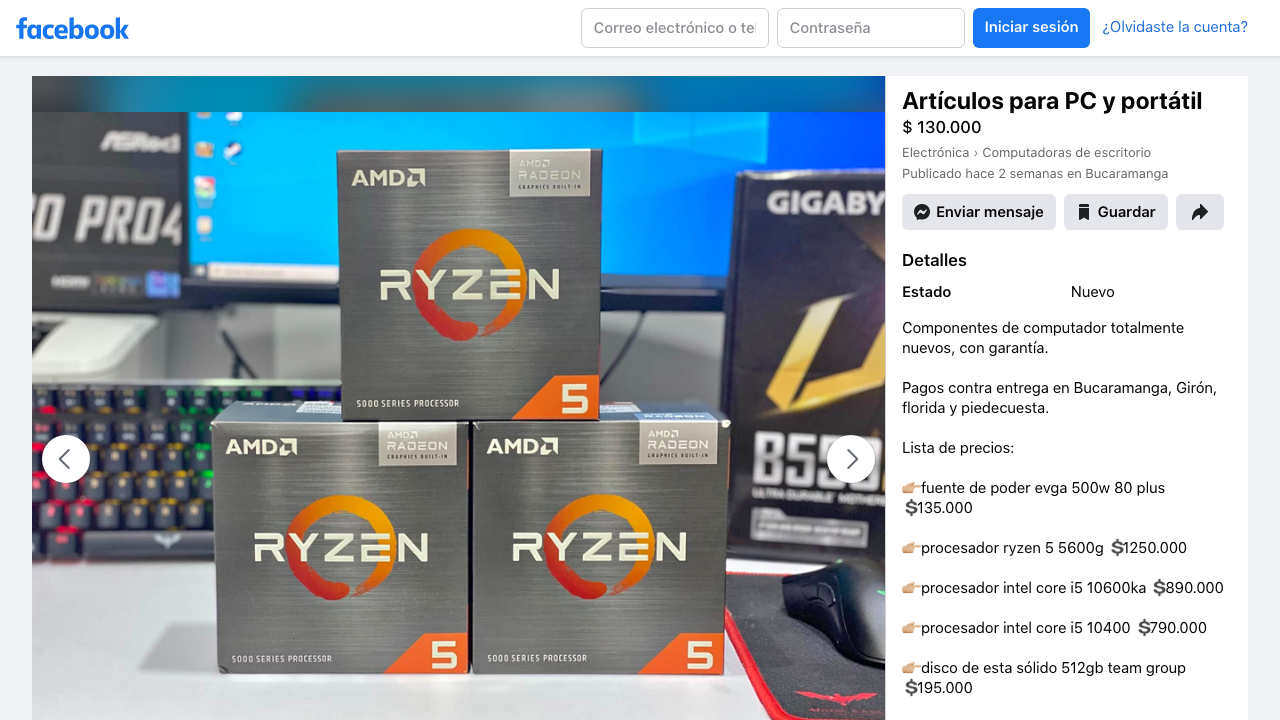 facebook
Correo electrónico o te
Contraseña
Iniciar sesión
¿Olvidaste la cuenta?
Artículos para PC y portátil
$ 130.000
Electrónica › Computadoras de escritorio
Publicado hace 2 semanas en Bucaramanga
Enviar mensaje
Guardar
Detalles
Estado
Nuevo
Componentes de computador totalmente
nuevos, con garantía.
Pagos contra entrega en Bucaramanga, Girón,
florida y piedecuesta.
Lista de precios:
fuente de poder evga 500w 80 plus
$135.000
procesador ryzen 5 5600g $1250.000
procesador intel core i5 10600ka $890.000
procesador intel core i5 10400 $790.000
disco de esta sólido 512gb team group
$195.000
ASRock
PRO4
HDMI
GIGABY
B55
AMD
AMD
RADEON
GRAPHICS BUILT-IN
RYZEN
5000 SERIES PROCESSOR
5
AMD
AMD
RADEON
GRAPHICS BUILT-IN
RYZEN
5000 SERIES PROCESSOR
5
AMD
AMD
RADEON
GRAPHICS BUILT-IN
RYZEN
5000 SERIES PROCESSOR
5